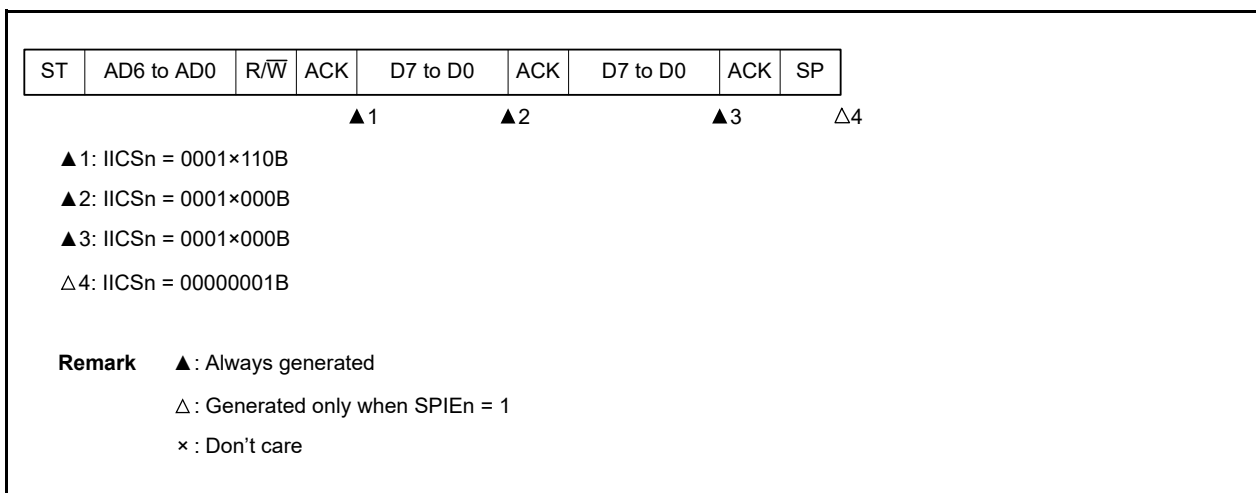 ST AD6 to AD0 R/W̅ ACK D7 to D0 ACK D7 to D0 ACK SP
▲1 ▲2 ▲3 △4
▲1: IICSn = 0001×110B
▲2: IICSn = 0001×000B
▲3: IICSn = 0001×000B
△4: IICSn = 00000001B
Remark ▲: Always generated
△: Generated only when SPIEn = 1
×: Don’t care